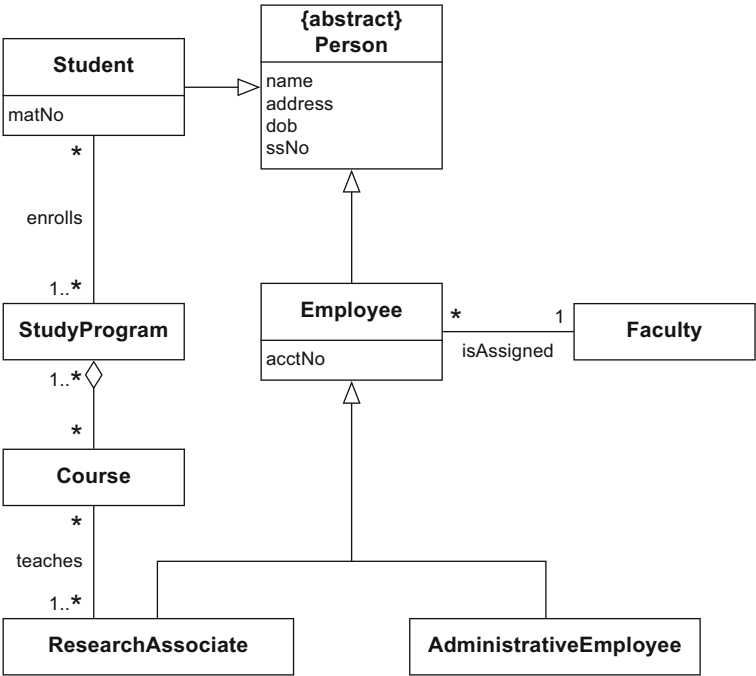 {abstract}
Person
name
address
dob
ssNo
Student
matNo
*
enrolls
1..*
StudyProgram
1..*
*
Course
*
teaches
1..*
ResearchAssociate
Employee
acctNo
*
1
isAssigned
Faculty
AdministrativeEmployee